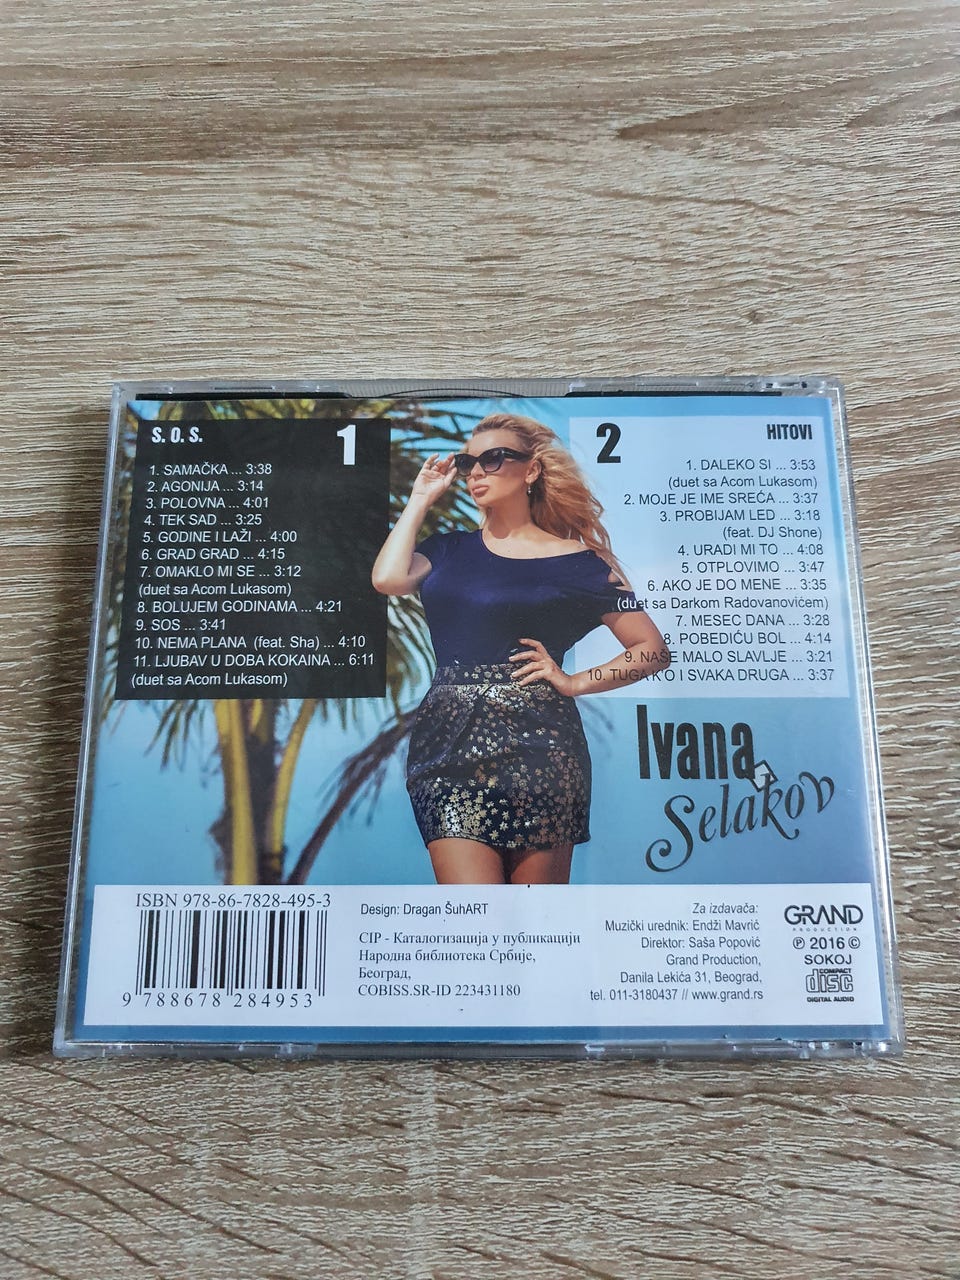 S. O. S.
1
1. SAMAČKA ... 3:38
2. AGONIJA ... 3:14
3. POLOVNA ... 4:01
4. TEK SAD ... 3:25
5. GODINE I LAŽI ... 4:00
6. GRAD GRAD ... 4:15
7. OMAKLO MI SE ... 3:12
(duet sa Acom Lukasom)
8. BOLUJEM GODINAMA ... 4:21
9. SOS ... 3:41
10. NEMA PLANA (feat. Sha) ... 4:10
11. LJUBAV U DOBA KOKAINA ... 6:11
(duet sa Acom Lukasom)
2
HITOVI
1. DALEKO SI ... 3:53
(duet sa Acom Lukasom)
2. MOJE JE IME SREĆA ... 3:37
3. PROBIJAM LED ... 3:18
(feat. DJ Shone)
4. URADI MI TO ... 4:08
5. OTPLOVIMO ... 3:47
6. AKO JE DO MENE ... 3:35
(duet sa Darkom Radovanovićem)
7. MESEC DANA ... 3:28
8. POBEDIĆU BOL ... 4:14
9. NAŠE MALO SLAVLJE ... 3:21
10. TUGA K'O I SVAKA DRUGA ... 3:37
Ivana
Selakov
ISBN 978-86-7828-495-3
9 788678 284953
Design: Dragan ŠuhART
CIP - Каталогизација у публикацији
Народна библиотека Србије,
Београд,
COBISS.SR-ID 223431180
Za izdavača:
Muzički urednik: Endži Mavrić
Direktor: Saša Popović
Grand Production,
Danila Lekića 31, Beograd,
tel. 011-3180437 // www.grand.rs
GRAND
PRODUCTION
℗ 2016 ©
SOKOJ
COMPACT
disc
DIGITAL AUDIO